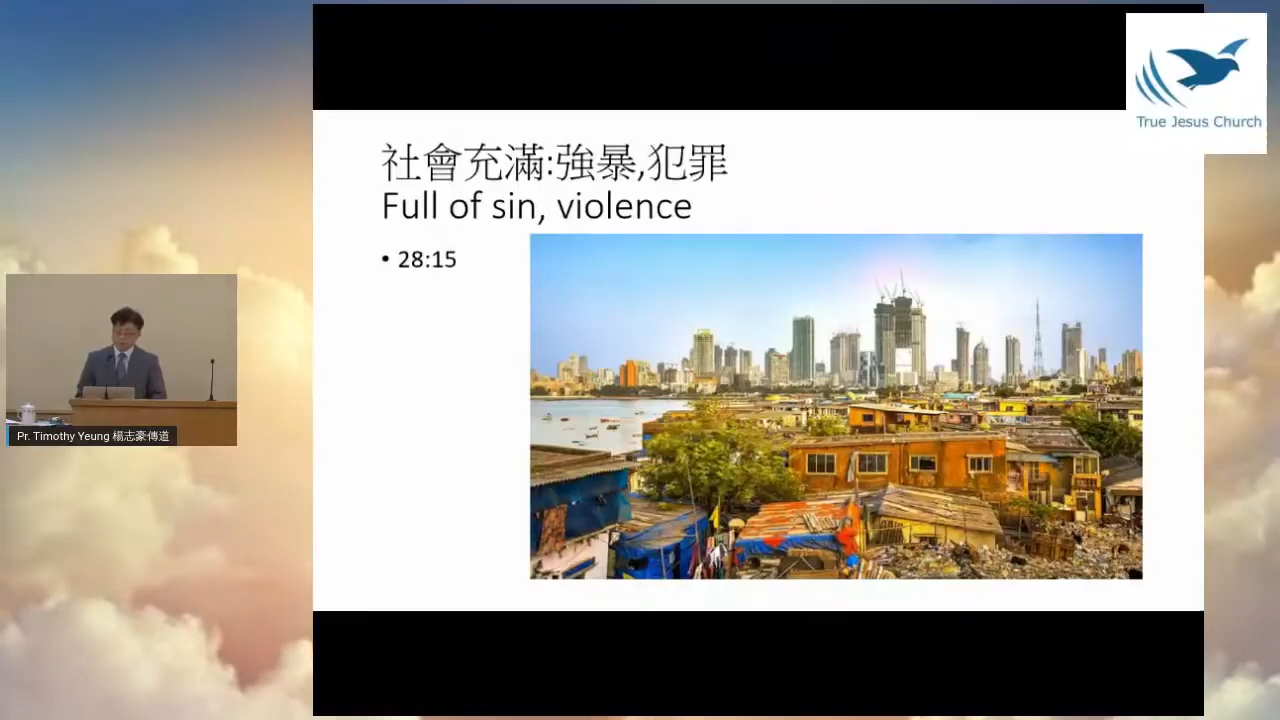 True Jesus Church
社會充滿:強暴,犯罪
Full of sin, violence
• 28:15
Pr. Timothy Yeung 楊志豪傳道